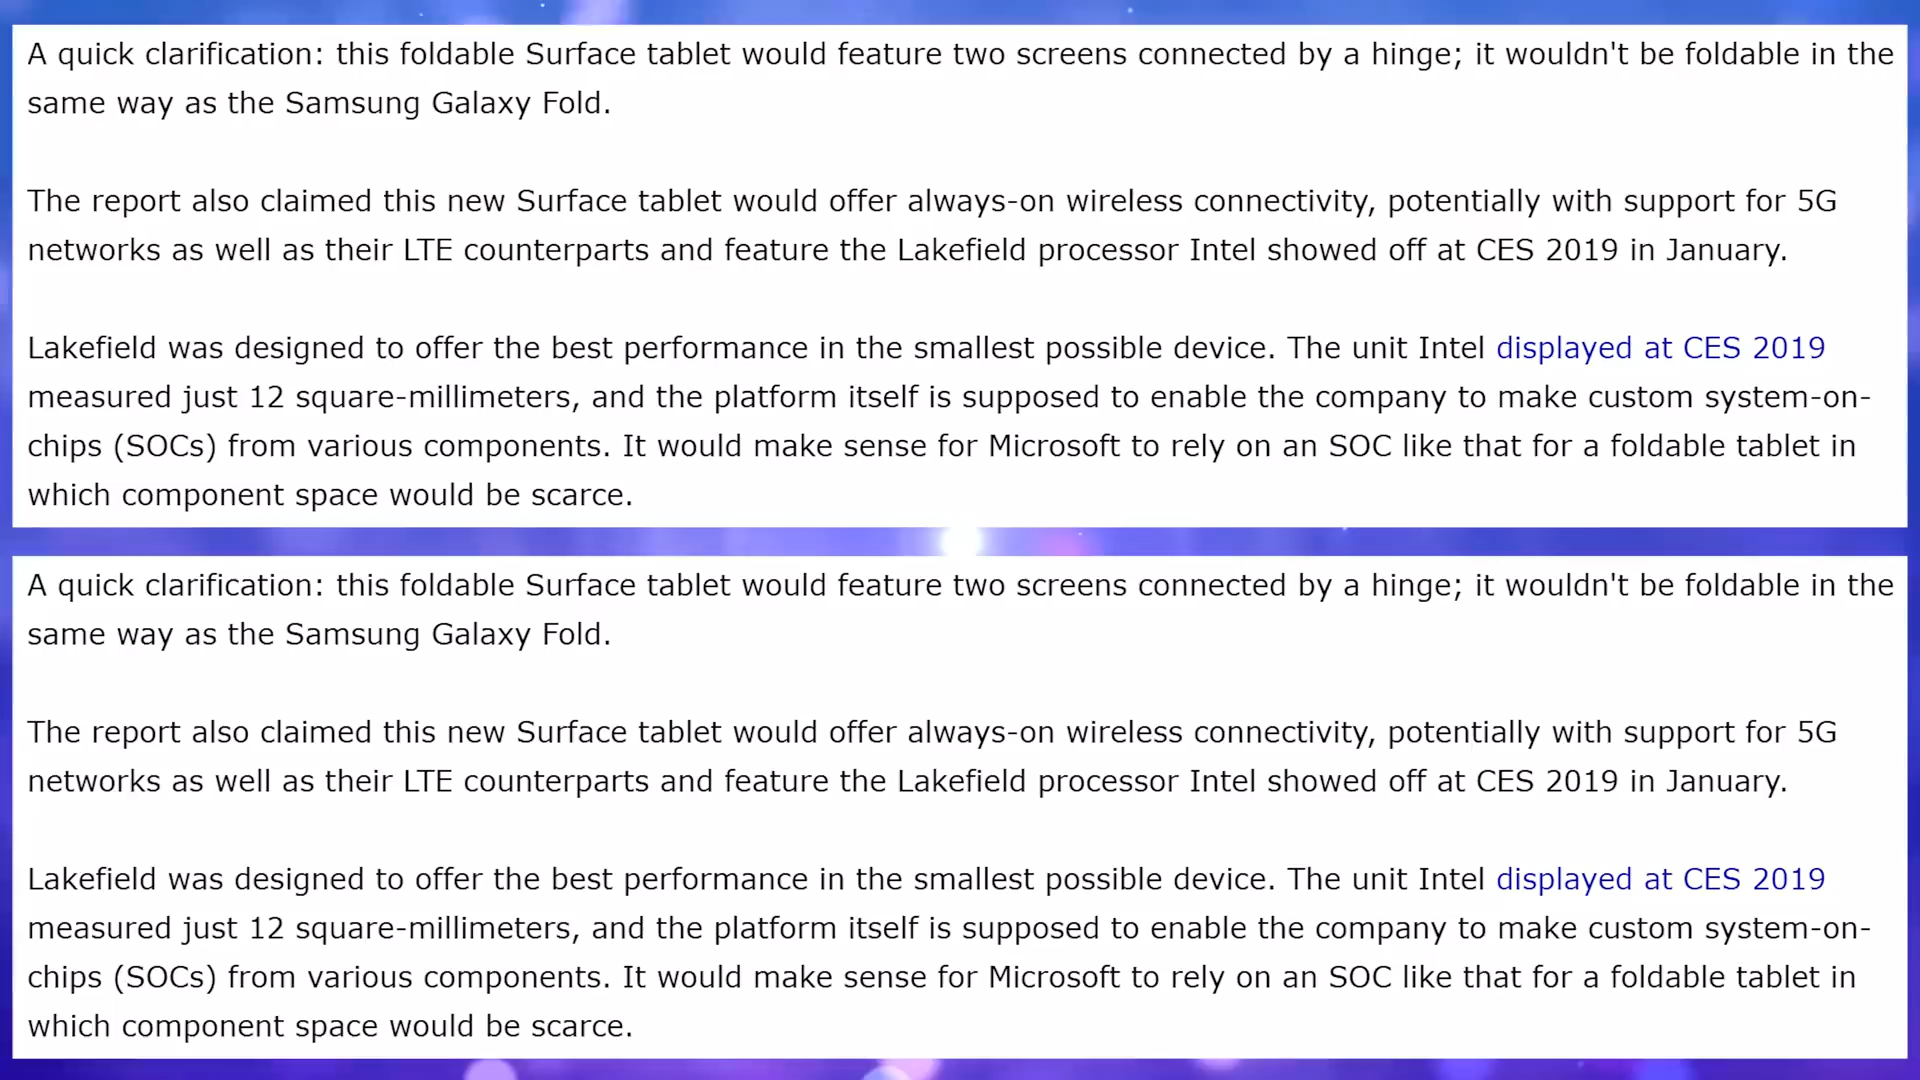 A quick clarification: this foldable Surface tablet would feature two screens connected by a hinge; it wouldn't be foldable in the
same way as the Samsung Galaxy Fold.
The report also claimed this new Surface tablet would offer always-on wireless connectivity, potentially with support for 5G
networks as well as their LTE counterparts and feature the Lakefield processor Intel showed off at CES 2019 in January.
Lakefield was designed to offer the best performance in the smallest possible device. The unit Intel displayed at CES 2019
measured just 12 square-millimeters, and the platform itself is supposed to enable the company to make custom system-on-
chips (SOCs) from various components. It would make sense for Microsoft to rely on an SOC like that for a foldable tablet in
which component space would be scarce.
A quick clarification: this foldable Surface tablet would feature two screens connected by a hinge; it wouldn't be foldable in the
same way as the Samsung Galaxy Fold.
The report also claimed this new Surface tablet would offer always-on wireless connectivity, potentially with support for 5G
networks as well as their LTE counterparts and feature the Lakefield processor Intel showed off at CES 2019 in January.
Lakefield was designed to offer the best performance in the smallest possible device. The unit Intel displayed at CES 2019
measured just 12 square-millimeters, and the platform itself is supposed to enable the company to make custom system-on-
chips (SOCs) from various components. It would make sense for Microsoft to rely on an SOC like that for a foldable tablet in
which component space would be scarce.